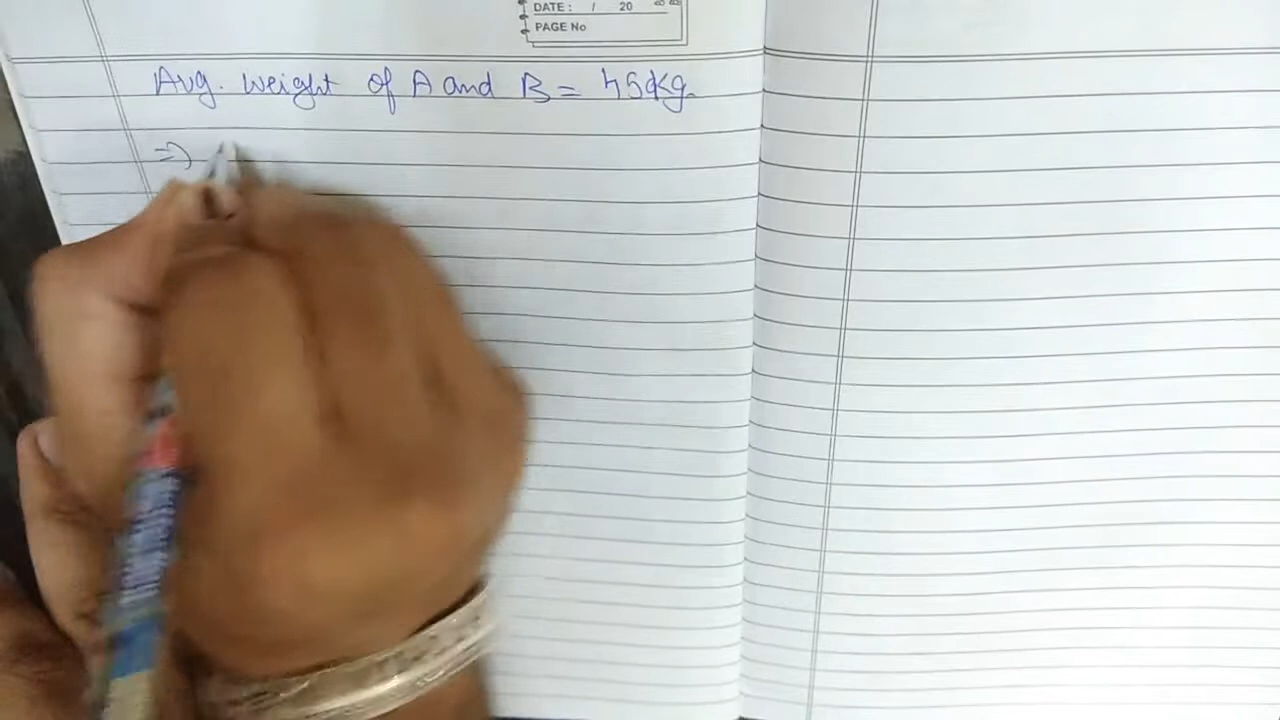 DATE: / 20
PAGE No
Avg. weight of A and B = 45kg.
⇒